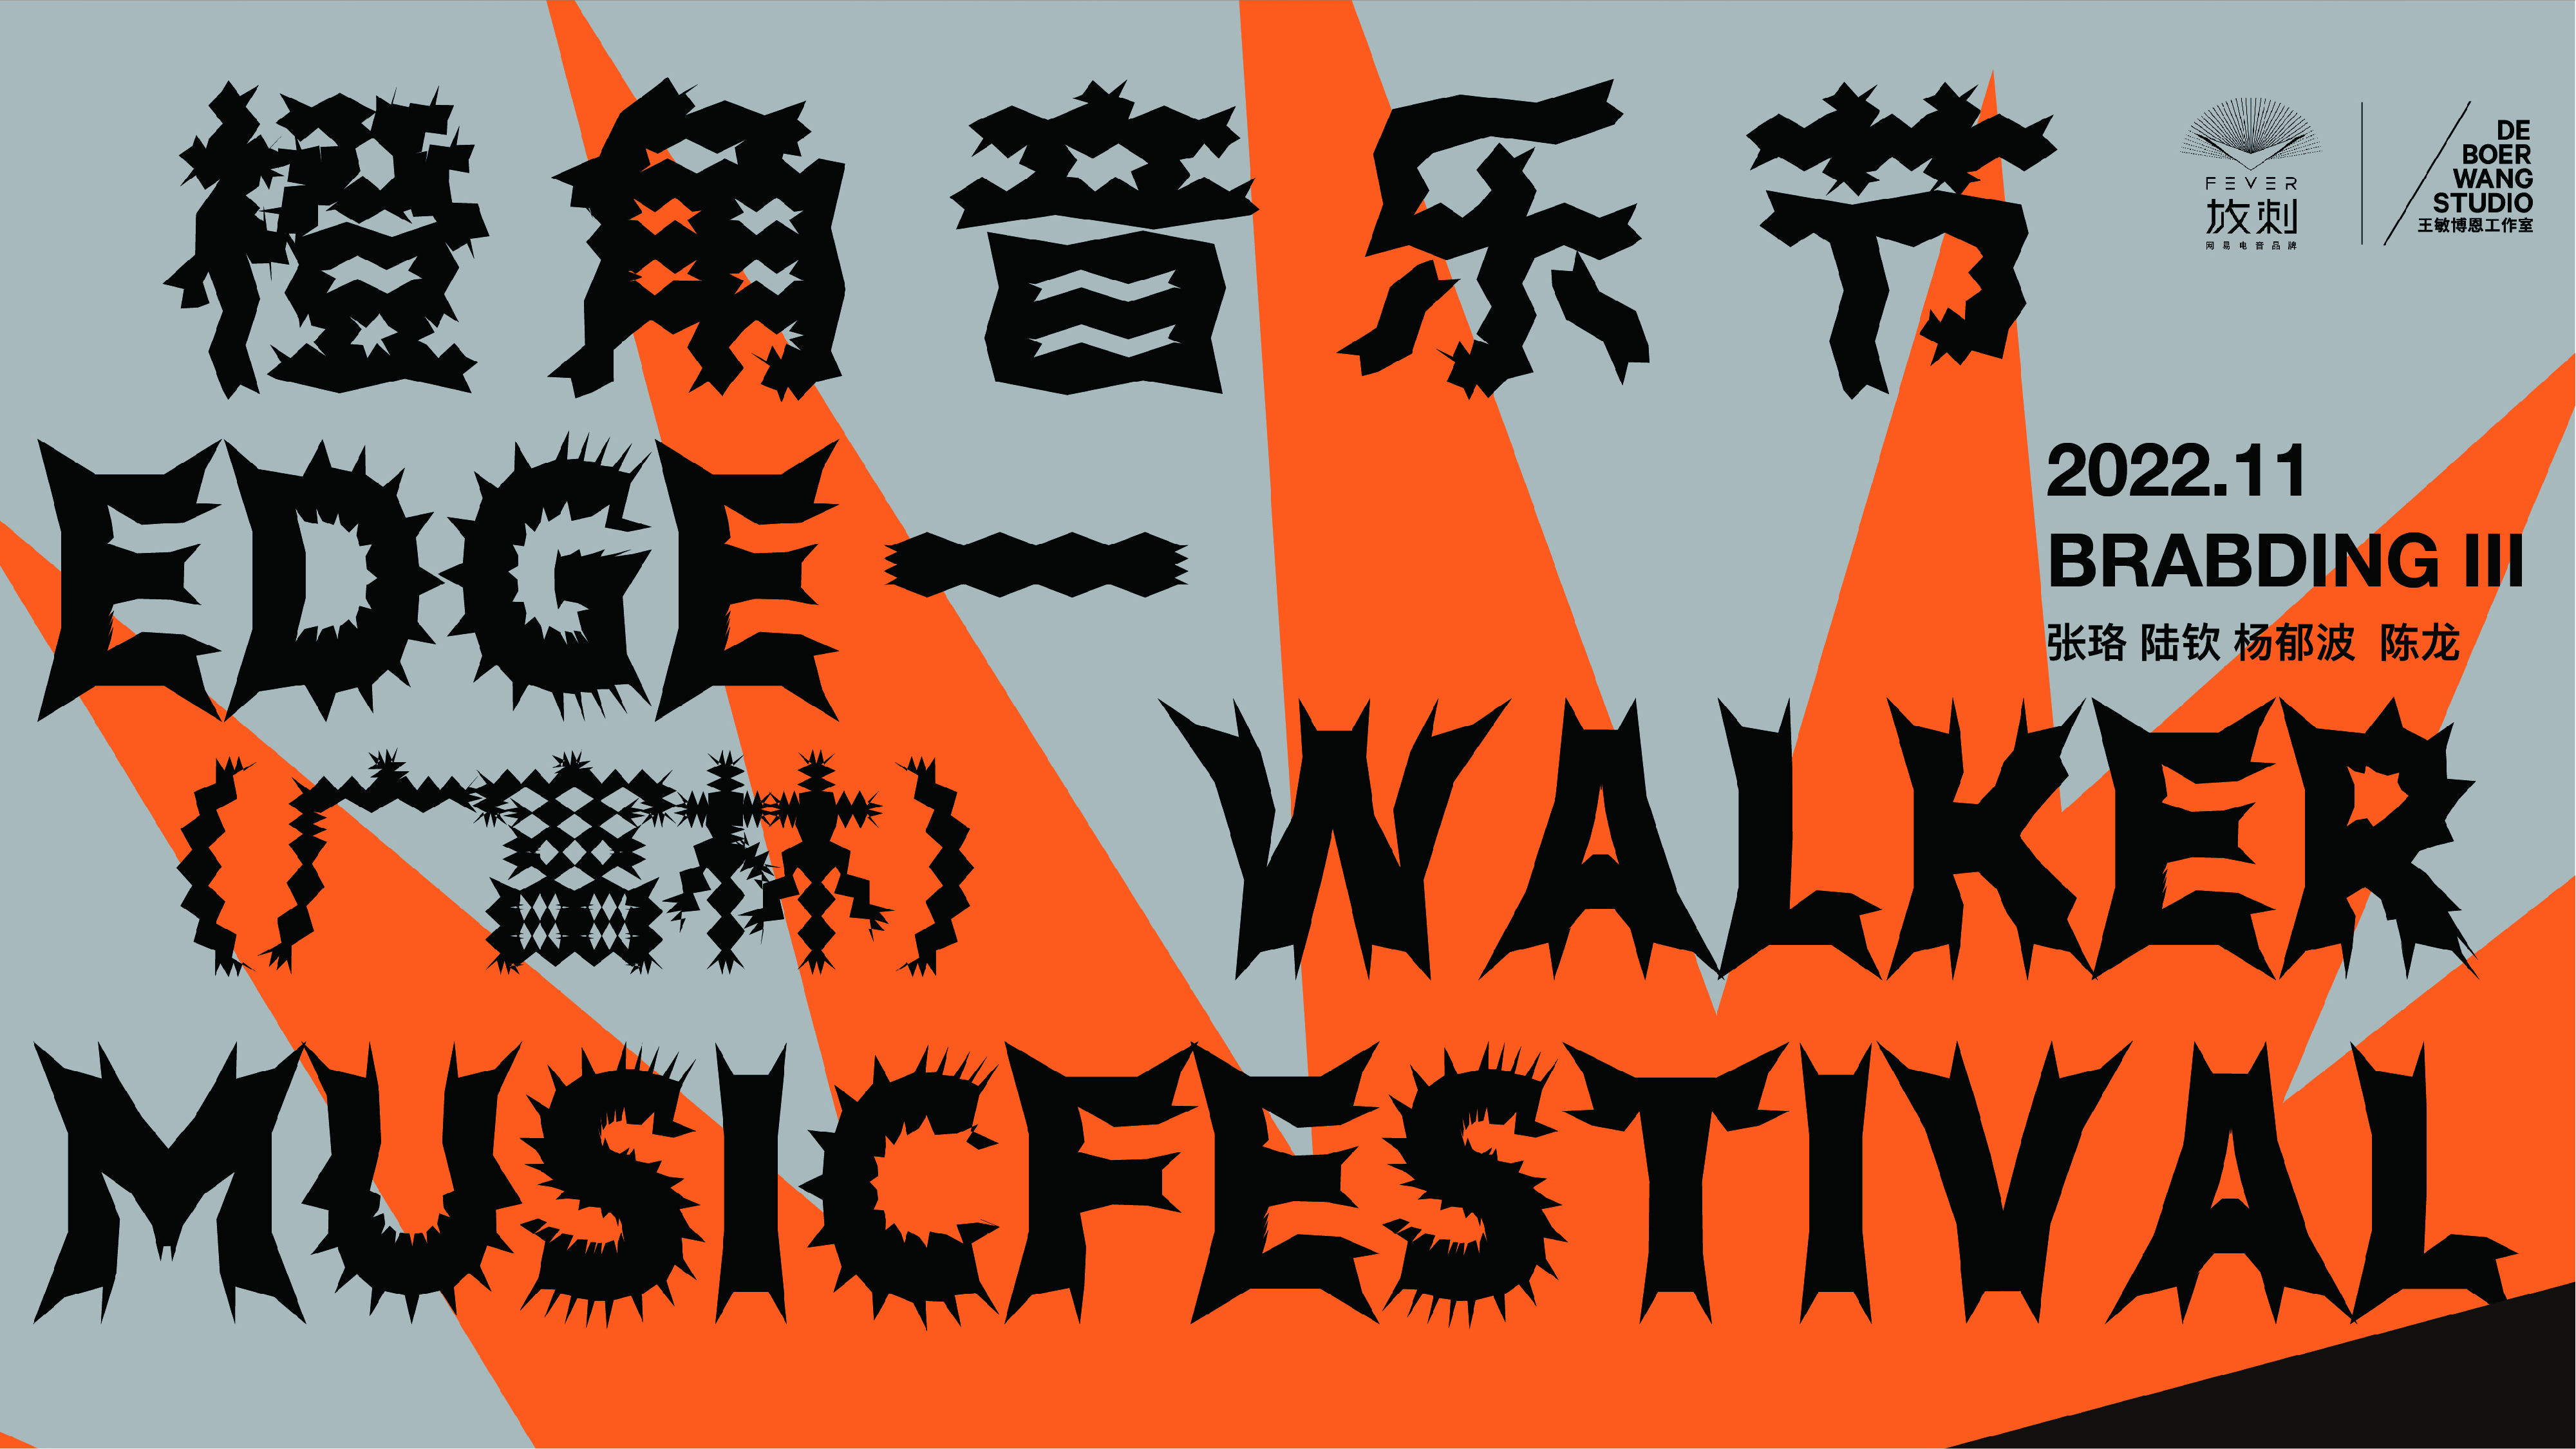 橙角音乐节
FEVER
放刺
网易电音品牌
DE
BOER
WANG
STUDIO
王敏博恩工作室
EDGE—
2022.11
BRABDING III
张珞 陆钦 杨郁波 陈龙
(广富林)
WALKER
MUSICFESTIVAL